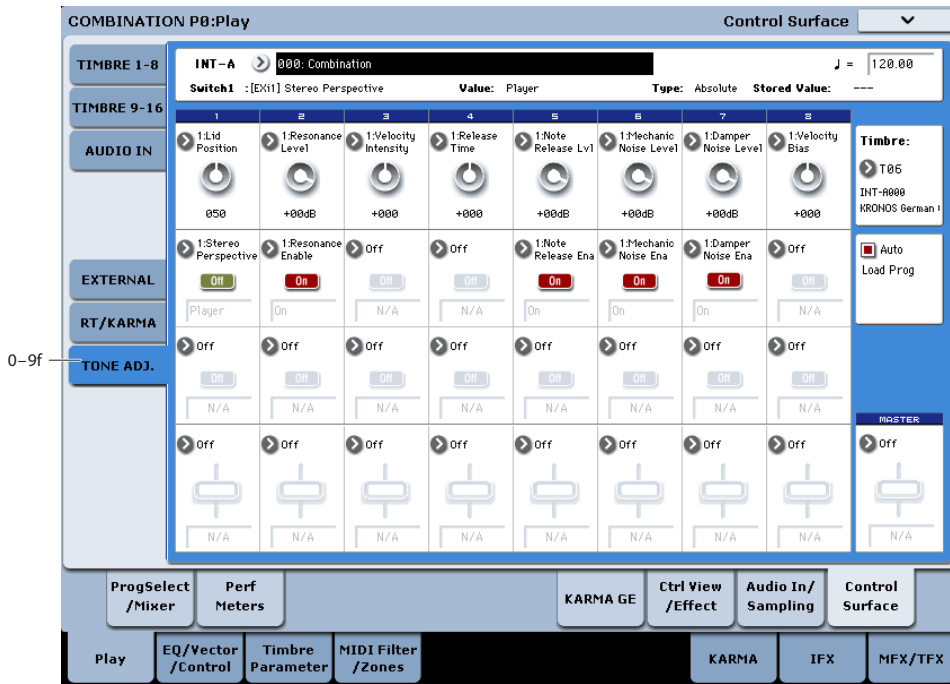 COMBINATION P0:Play Control Surface
TIMBRE 1-8
TIMBRE 9-16
AUDIO IN
EXTERNAL
RT/KARMA
0–9f
TONE ADJ.
INT-A 000: Combination ♩ = 120.00
Switch1 :[EXi1] Stereo Perspective Value: Player Type: Absolute Stored Value: ---
1 2 3 4 5 6 7 8
1:Lid Position 1:Resonance Level 1:Velocity Intensity 1:Release Time 1:Note Release Lvl 1:Mechanic Noise Level 1:Damper Noise Level 1:Velocity Bias
050 +00dB +000 +000 +00dB +00dB +00dB +000
1:Stereo Perspective 1:Resonance Enable Off Off 1:Note Release Ena 1:Mechanic Noise Ena 1:Damper Noise Ena Off
Off On Off Off On On On Off
Player On N/A N/A On On On N/A
Off Off Off Off Off Off Off Off
Off Off Off Off Off Off Off Off
N/A N/A N/A N/A N/A N/A N/A N/A
Off Off Off Off Off Off Off Off
N/A N/A N/A N/A N/A N/A N/A N/A
Timbre:
T06
INT-A000
KRONOS German
Auto
Load Prog
MASTER
Off
N/A
ProgSelect /Mixer
Perf Meters
KARMA GE
Ctrl View /Effect
Audio In/ Sampling
Control Surface
Play
EQ/Vector /Control
Timbre Parameter
MIDI Filter /Zones
KARMA
IFX
MFX/TFX